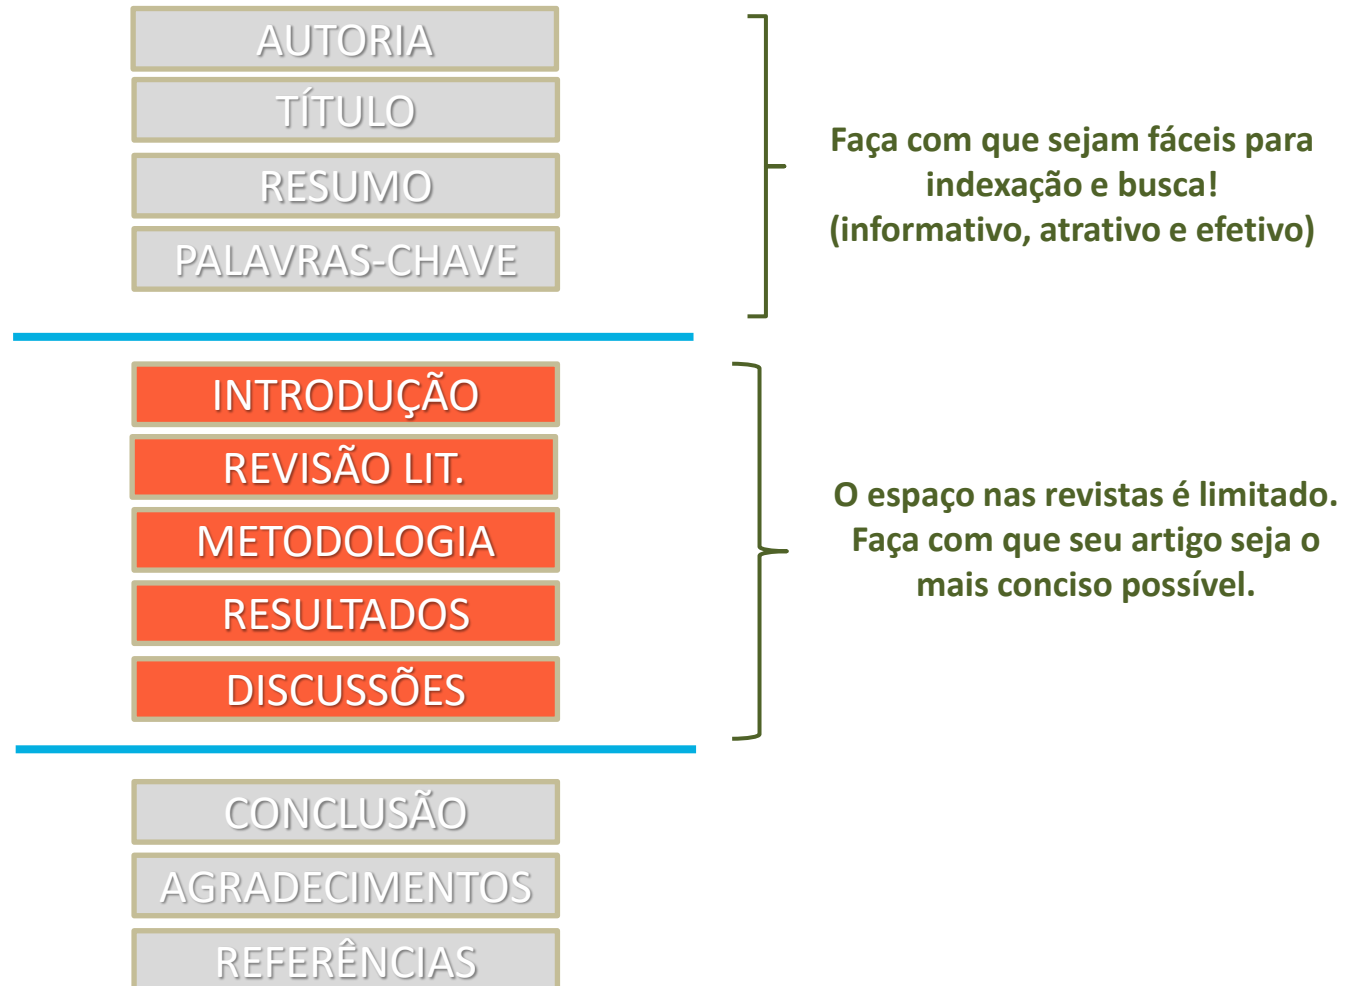 AUTORIA
TÍTULO
RESUMO
PALAVRAS-CHAVE
Faça com que sejam fáceis para
indexação e busca!
(informativo, atrativo e efetivo)
INTRODUÇÃO
REVISÃO LIT.
METODOLOGIA
RESULTADOS
DISCUSSÕES
O espaço nas revistas é limitado.
Faça com que seu artigo seja o
mais conciso possível.
CONCLUSÃO
AGRADECIMENTOS
REFERÊNCIAS